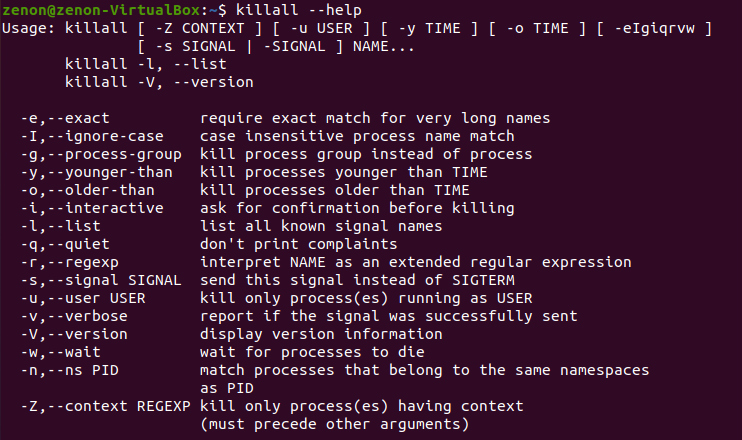 zenon@zenon-VirtualBox:~$ killall --help
Usage: killall [ -Z CONTEXT ] [ -u USER ] [ -y TIME ] [ -o TIME ] [ -eIgiqrvw ]
               [ -s SIGNAL | -SIGNAL ] NAME...
       killall -l, --list
       killall -V, --version

  -e,--exact          require exact match for very long names
  -I,--ignore-case    case insensitive process name match
  -g,--process-group  kill process group instead of process
  -y,--younger-than   kill processes younger than TIME
  -o,--older-than     kill processes older than TIME
  -i,--interactive    ask for confirmation before killing
  -l,--list           list all known signal names
  -q,--quiet          don't print complaints
  -r,--regexp         interpret NAME as an extended regular expression
  -s,--signal SIGNAL  send this signal instead of SIGTERM
  -u,--user USER      kill only process(es) running as USER
  -v,--verbose        report if the signal was successfully sent
  -V,--version        display version information
  -w,--wait           wait for processes to die
  -n,--ns PID         match processes that belong to the same namespaces
                      as PID
  -Z,--context REGEXP kill only process(es) having context
                      (must precede other arguments)